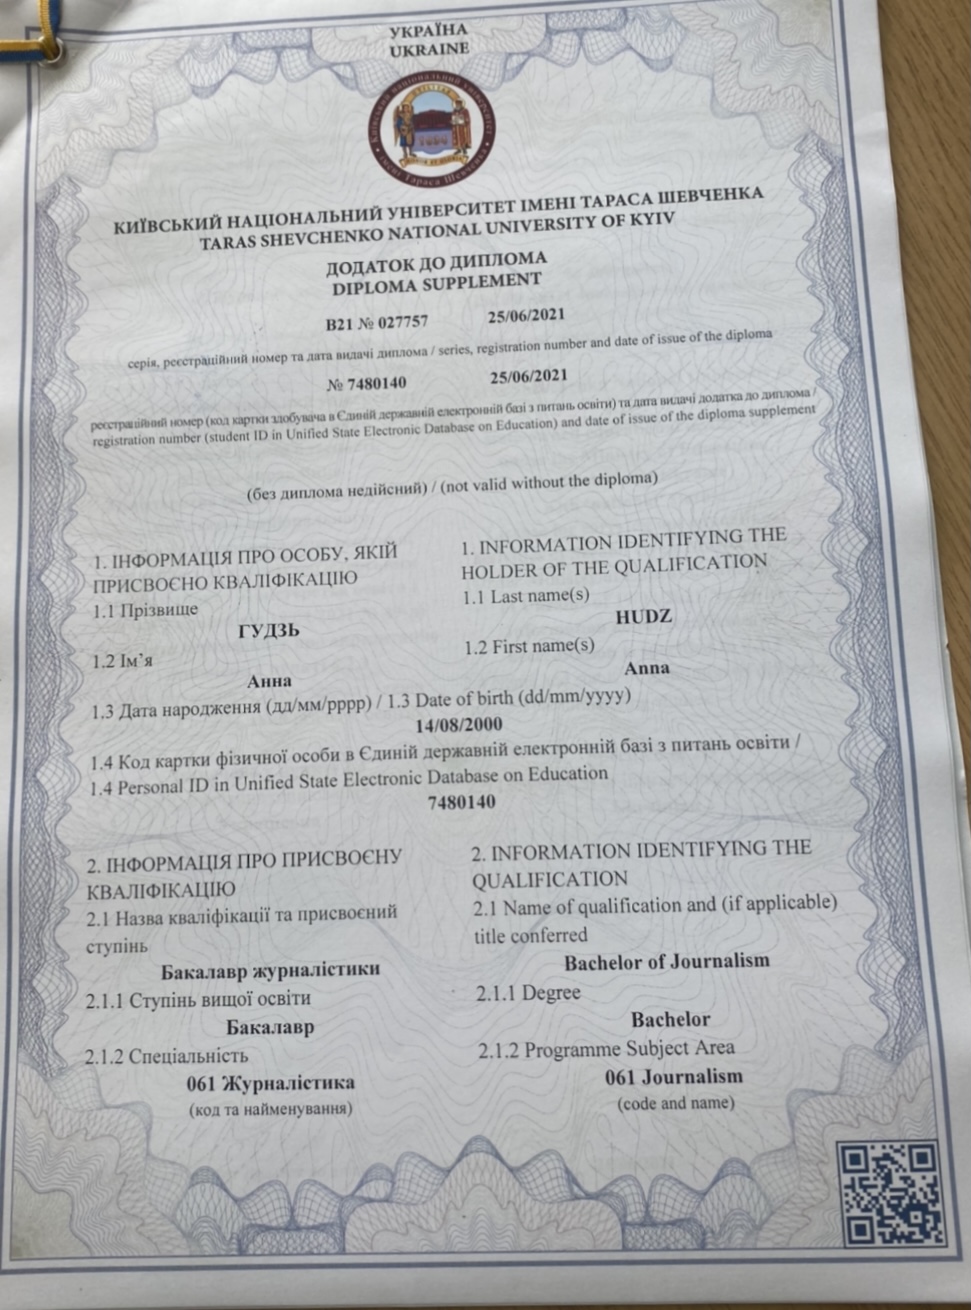 УКРАЇНА
UKRAINE
КИЇВСЬКИЙ НАЦІОНАЛЬНИЙ УНІВЕРСИТЕТ ІМЕНІ ТАРАСА ШЕВЧЕНКА
TARAS SHEVCHENKO NATIONAL UNIVERSITY OF KYIV
ДОДАТОК ДО ДИПЛОМА
DIPLOMA SUPPLEMENT
B21 № 027757 25/06/2021
серія, реєстраційний номер та дата видачі диплома / series, registration number and date of issue of the diploma
№ 7480140 25/06/2021
реєстраційний номер (код картки здобувача в Єдиній державній електронній базі з питань освіти) та дата видачі додатка до диплома /
registration number (student ID in Unified State Electronic Database on Education) and date of issue of the diploma supplement
(без диплома недійсний) / (not valid without the diploma)
1. ІНФОРМАЦІЯ ПРО ОСОБУ, ЯКІЙ
ПРИСВОЄНО КВАЛІФІКАЦІЮ
1.1 Прізвище
ГУДЗЬ
1.2 Ім’я
Анна
1. INFORMATION IDENTIFYING THE
HOLDER OF THE QUALIFICATION
1.1 Last name(s)
HUDZ
1.2 First name(s)
Anna
1.3 Дата народження (дд/мм/рррр) / 1.3 Date of birth (dd/mm/yyyy)
14/08/2000
1.4 Код картки фізичної особи в Єдиній державній електронній базі з питань освіти /
1.4 Personal ID in Unified State Electronic Database on Education
7480140
2. ІНФОРМАЦІЯ ПРО ПРИСВОЄНУ
КВАЛІФІКАЦІЮ
2.1 Назва кваліфікації та присвоєний
ступінь
Бакалавр журналістики
2.1.1 Ступінь вищої освіти
Бакалавр
2.1.2 Спеціальність
061 Журналістика
(код та найменування)
2. INFORMATION IDENTIFYING THE
QUALIFICATION
2.1 Name of qualification and (if applicable)
title conferred
Bachelor of Journalism
2.1.1 Degree
Bachelor
2.1.2 Programme Subject Area
061 Journalism
(code and name)